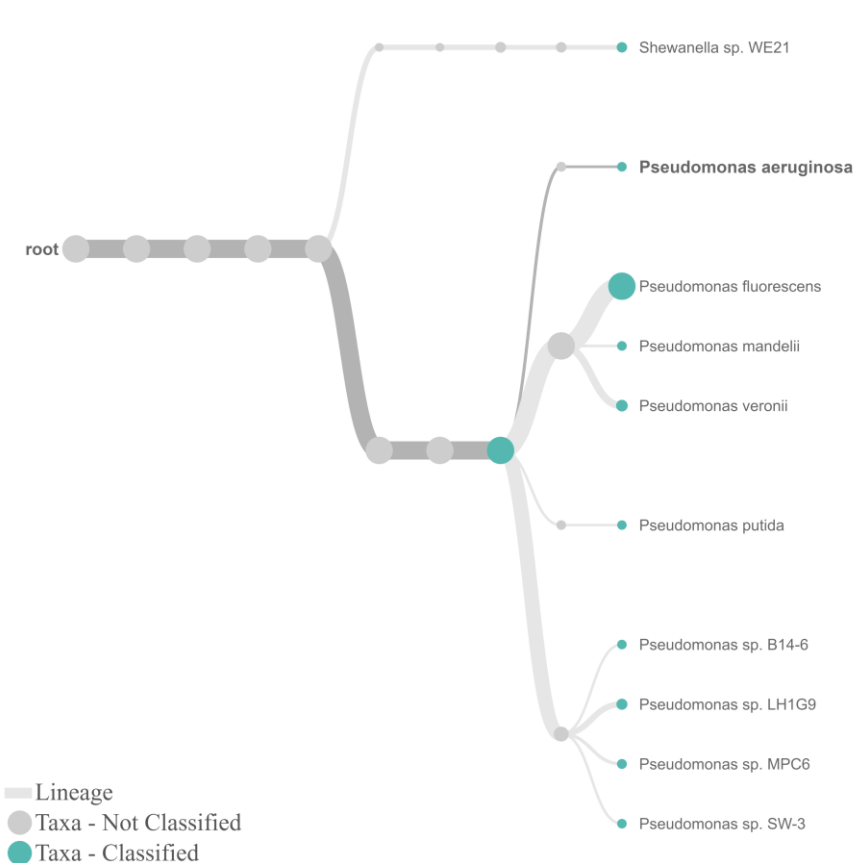 Shewanella sp. WE21
Pseudomonas aeruginosa
root
Pseudomonas fluorescens
Pseudomonas mandelii
Pseudomonas veronii
Pseudomonas putida
Pseudomonas sp. B14-6
Pseudomonas sp. LH1G9
Pseudomonas sp. MPC6
Pseudomonas sp. SW-3
Lineage
Taxa - Not Classified
Taxa - Classified